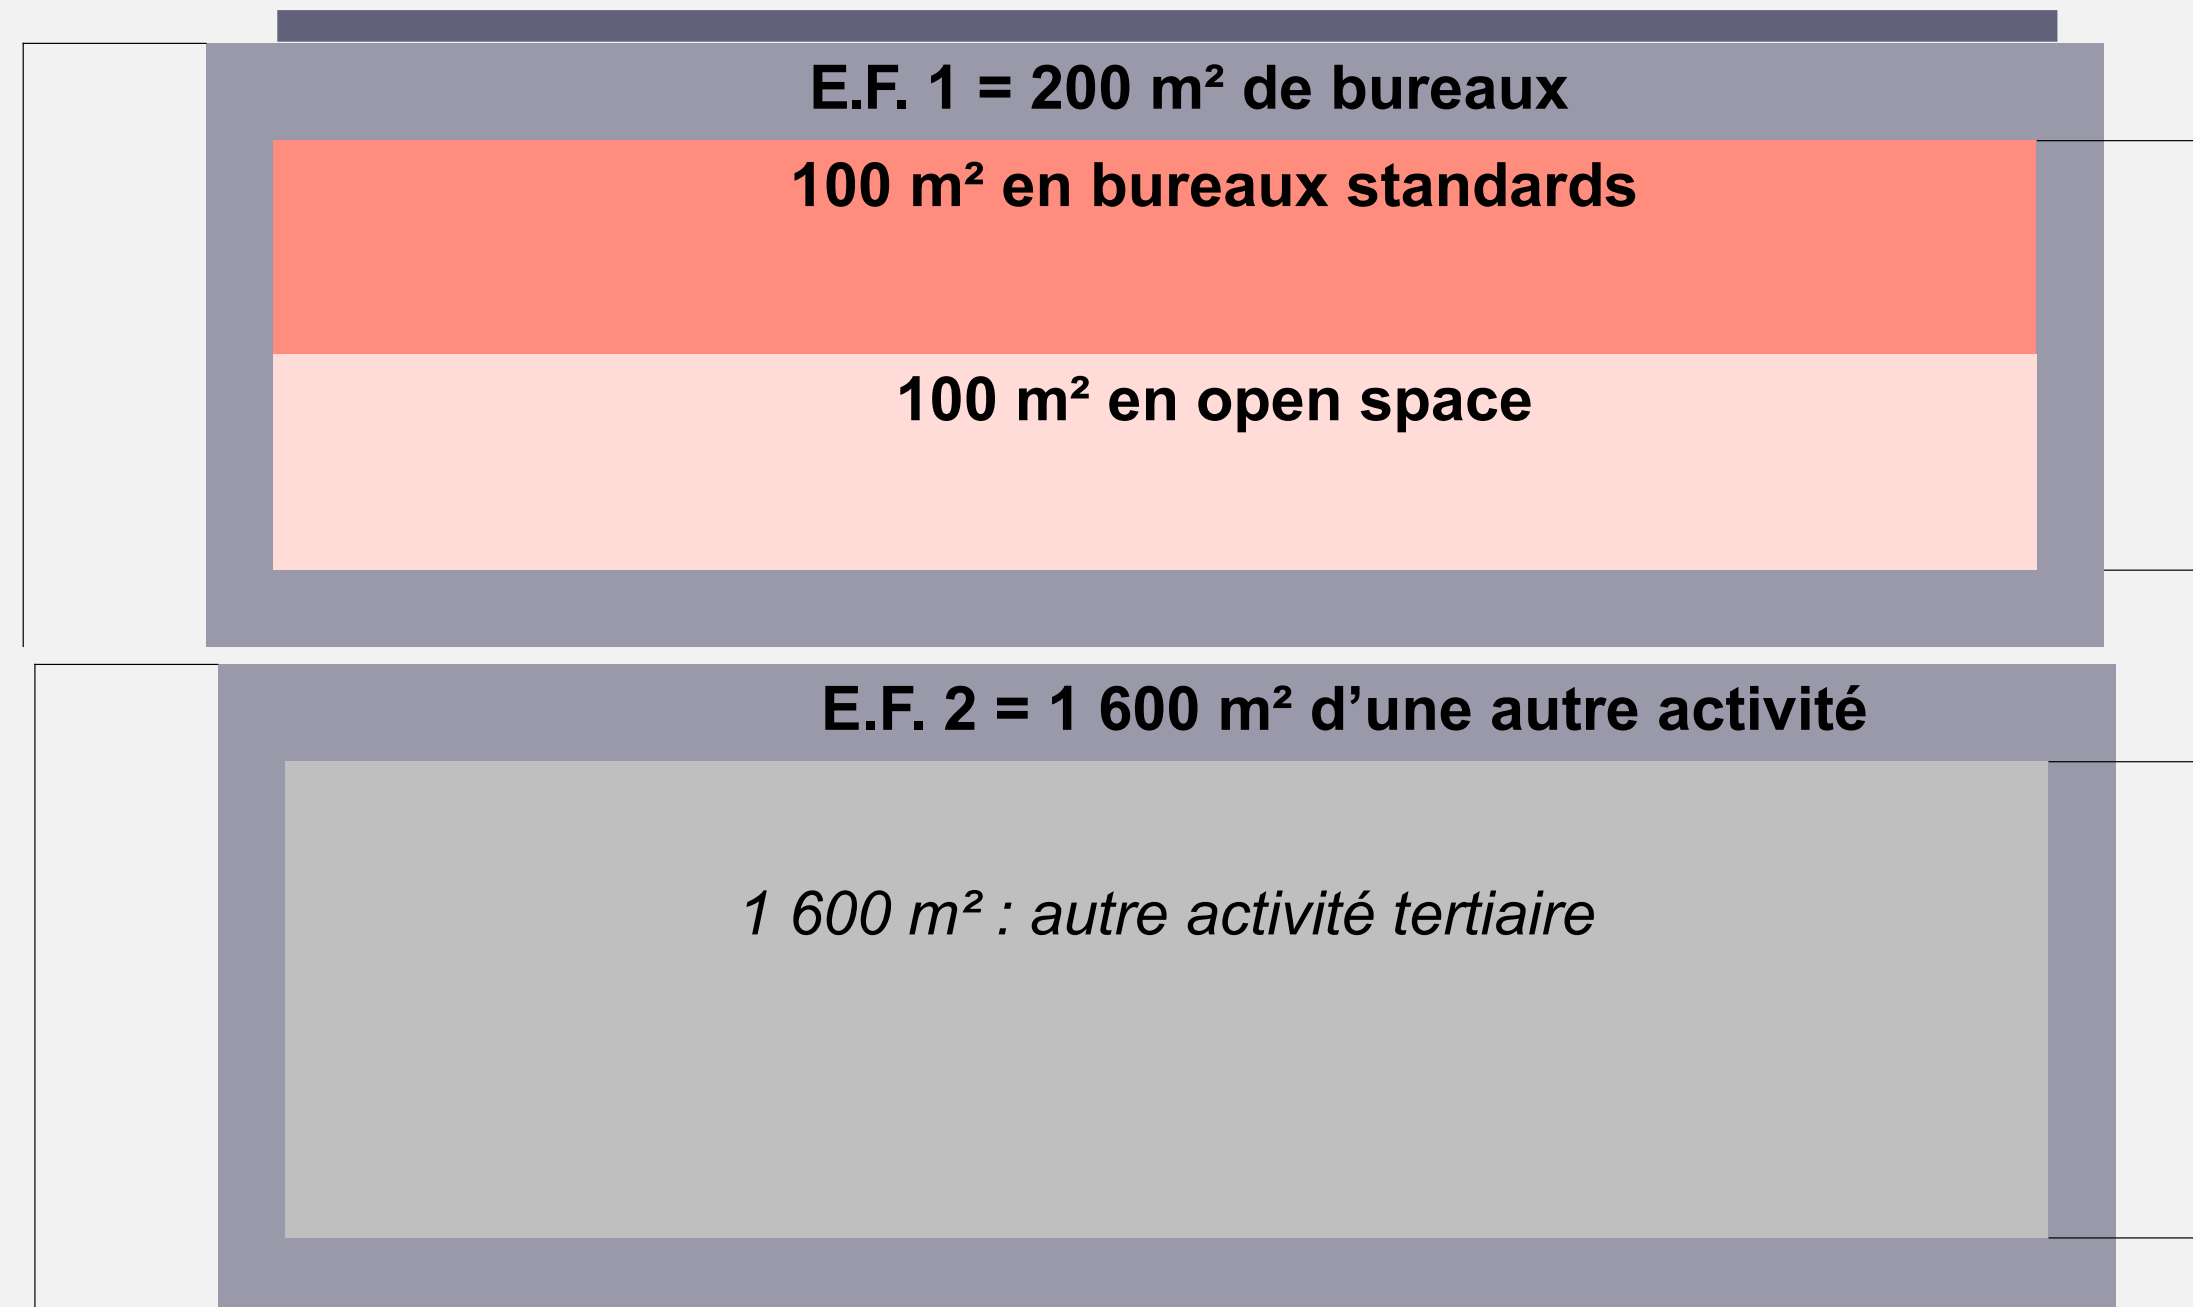 E.F. 1 = 200 m² de bureaux
100 m² en bureaux standards
100 m² en open space
E.F. 2 = 1 600 m² d’une autre activité
1 600 m² : autre activité tertiaire